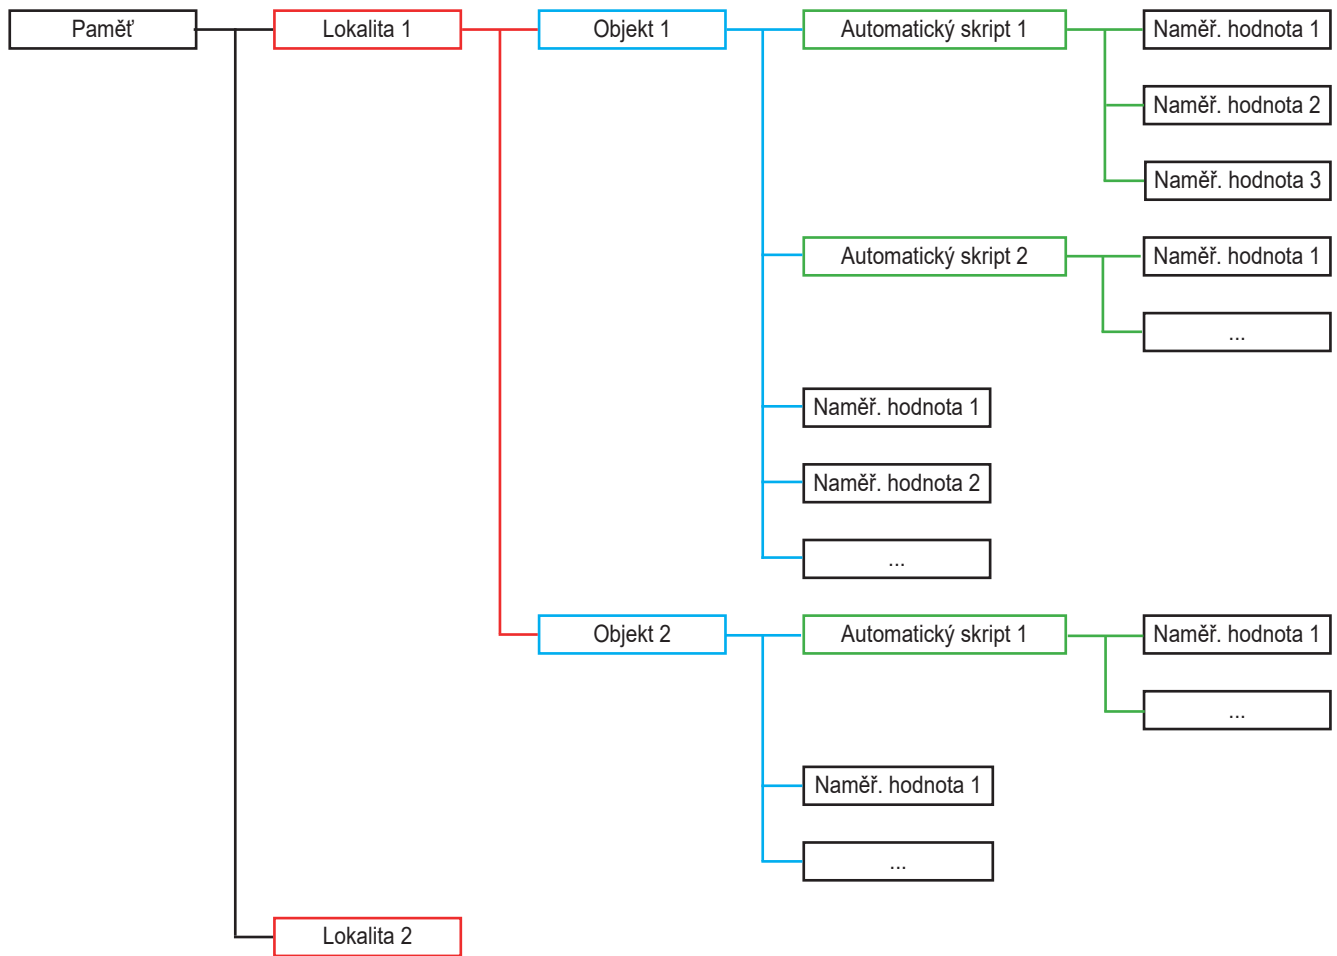 Paměť
Lokalita 1
Objekt 1
Automatický skript 1
Naměř. hodnota 1
Naměř. hodnota 2
Naměř. hodnota 3
Automatický skript 2
Naměř. hodnota 1
...
Naměř. hodnota 1
Naměř. hodnota 2
...
Objekt 2
Automatický skript 1
Naměř. hodnota 1
...
Naměř. hodnota 1
...
Lokalita 2